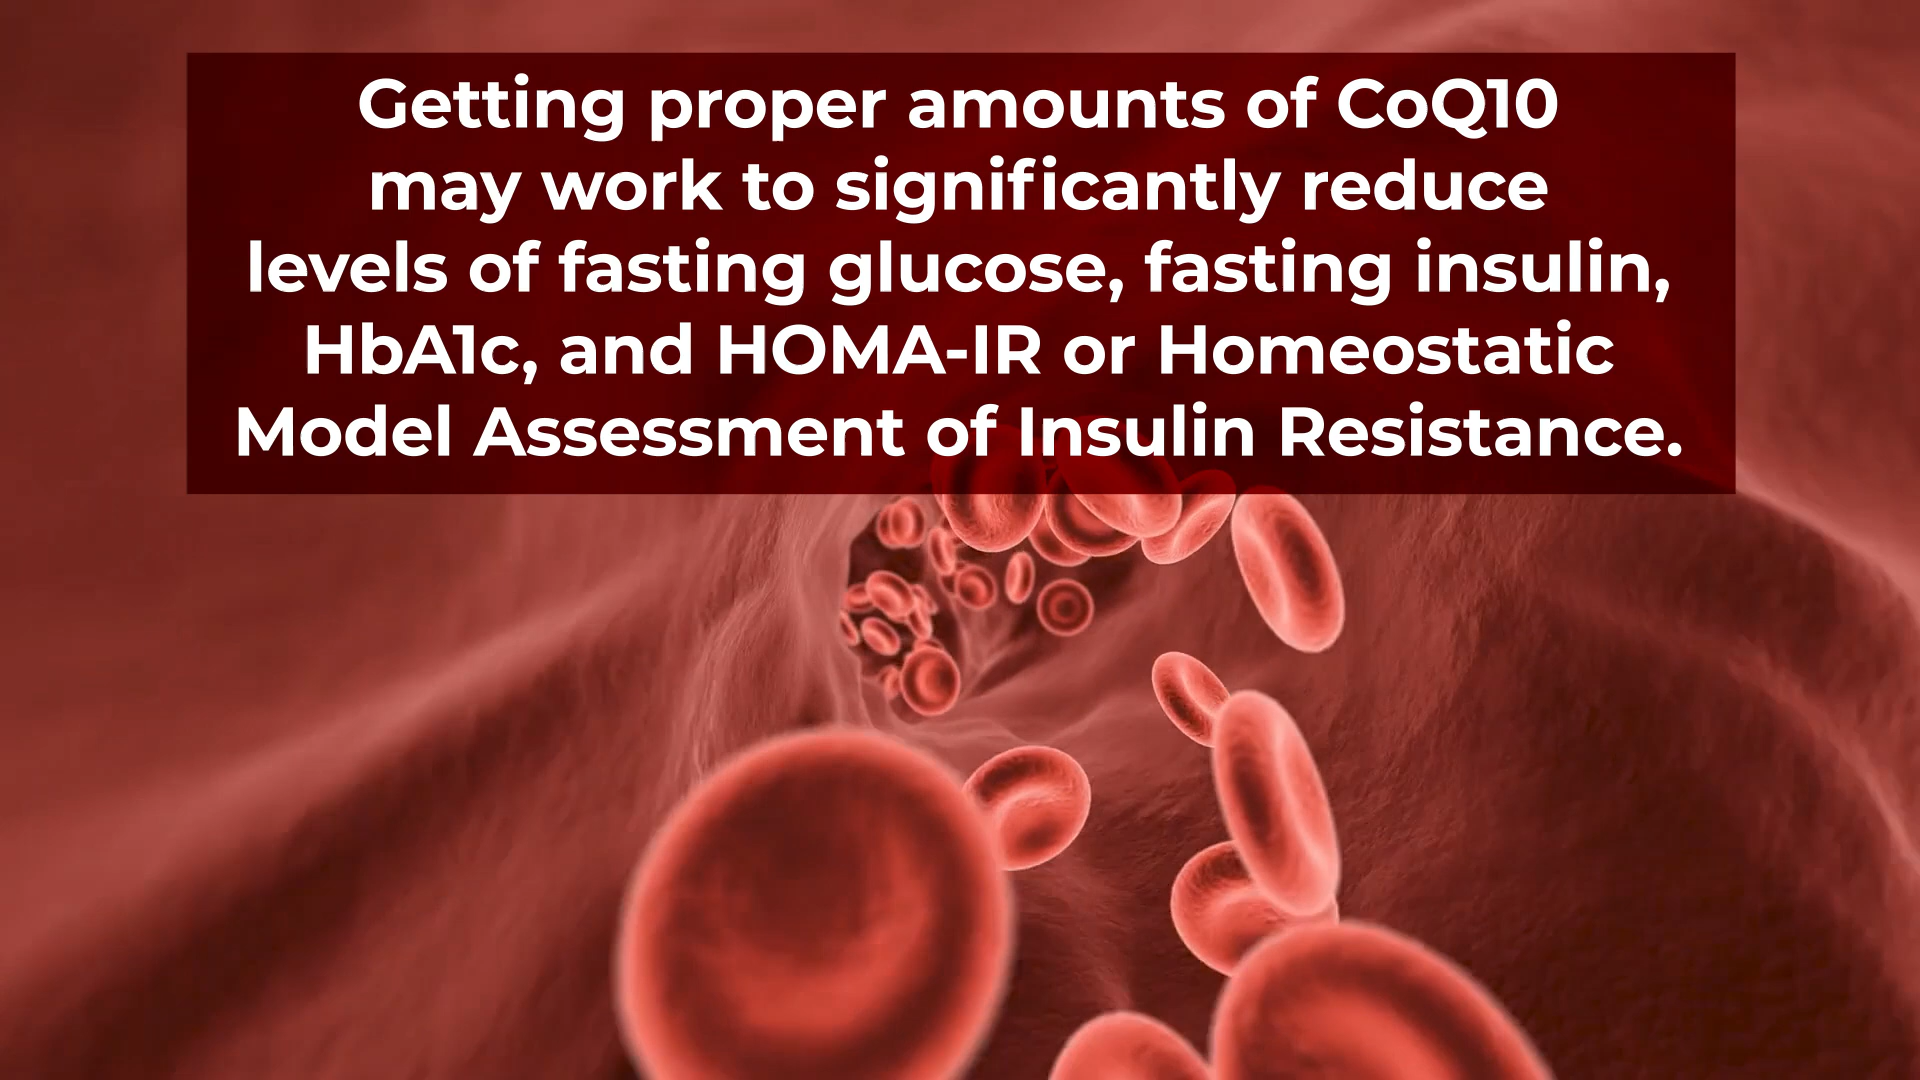 Getting proper amounts of CoQ10
may work to significantly reduce
levels of fasting glucose, fasting insulin,
HbA1c, and HOMA-IR or Homeostatic
Model Assessment of Insulin Resistance.